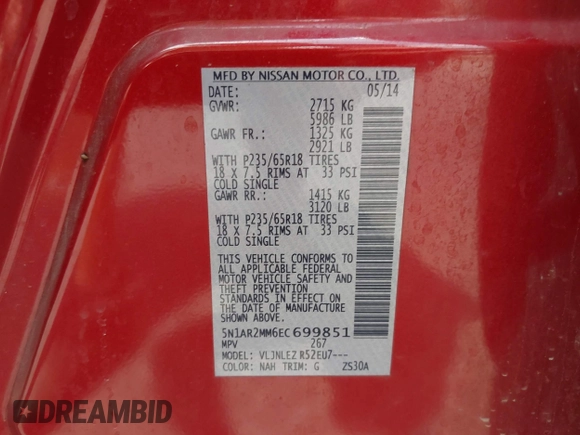 MFD BY NISSAN MOTOR CO., LTD.
DATE: 05/14
GVWR: 2715 KG
5986 LB
GAWR FR.: 1325 KG
2921 LB
WITH P235/65R18 TIRES
18 X 7.5 RIMS AT 33 PSI
COLD SINGLE
GAWR RR.: 1415 KG
3120 LB
WITH P235/65R18 TIRES
18 X 7.5 RIMS AT 33 PSI
COLD SINGLE
THIS VEHICLE CONFORMS TO
ALL APPLICABLE FEDERAL
MOTOR VEHICLE SAFETY AND
THEFT PREVENTION
STANDARDS IN EFFECT ON
THE DATE OF MANUFACTURE
SHOWN ABOVE.
5N1AR2MM6EC699851
MPV 267
MODEL: VLJNLEZ R52EU7---
COLOR: NAH TRIM: G ZS30A
DREAMBID